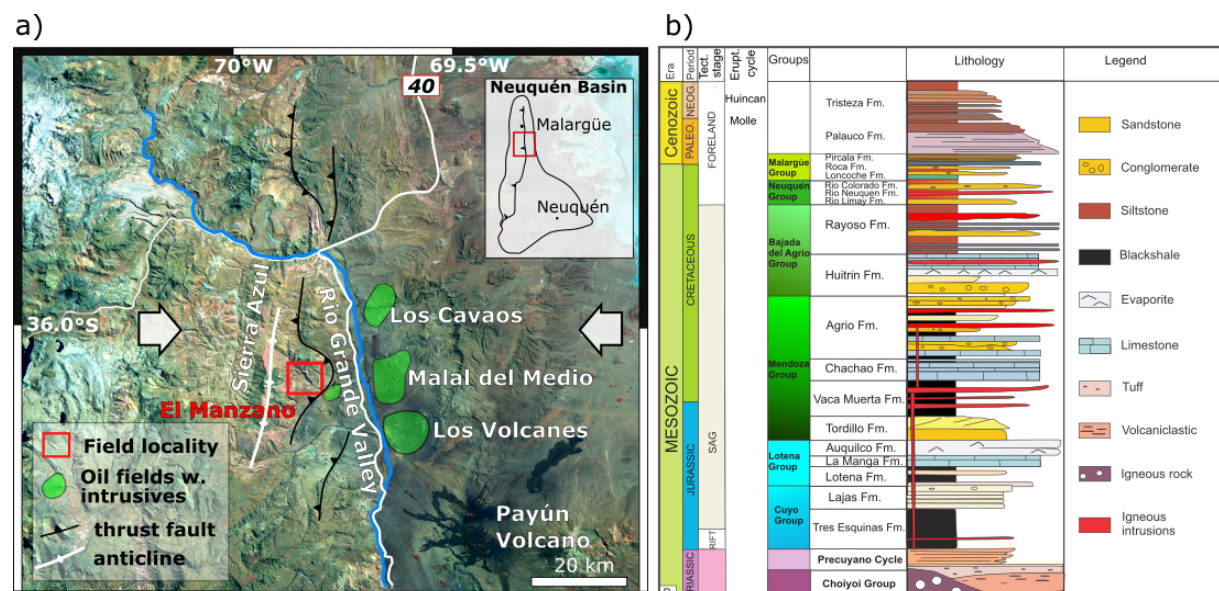 a)
70°W
69.5°W
40
Neuquén Basin
Malargüe
Neuquén
36.0°S
Sierra Azul
Rio Grande Valley
Los Cavaos
Malal del Medio
El Manzano
Los Volcanes
Field locality
Oil fields w.
intrusives
thrust fault
anticline
Payún
Volcano
20 km
b)
Era
Period
Tect.
stage
Erupt.
cycle
Groups
Lithology
Legend
Cenozoic
MESOZOIC
NEOG.
PALEO.
CRETACEOUS
JURASSIC
RIASSIC
FORELAND
SAG
RIFT
Huincan
Molle
Malargüe
Group
Neuquén
Group
Bajada
del Agrio
Group
Mendoza
Group
Lotena
Group
Cuyo
Group
Tristeza Fm.
Palauco Fm.
Pircala Fm.
Roca Fm.
Loncoche Fm.
Rio Colorado Fm.
Rio Neuquen Fm.
Rio Limay Fm.
Rayoso Fm.
Huitrín Fm.
Agrio Fm.
Chachao Fm.
Vaca Muerta Fm.
Tordillo Fm.
Auquilco Fm.
La Manga Fm.
Lotena Fm.
Lajas Fm.
Tres Esquinas Fm.
Precuyano Cycle
Choiyoi Group
Sandstone
Conglomerate
Siltstone
Blackshale
Evaporite
Limestone
Tuff
Volcaniclastic
Igneous rock
Igneous
intrusions